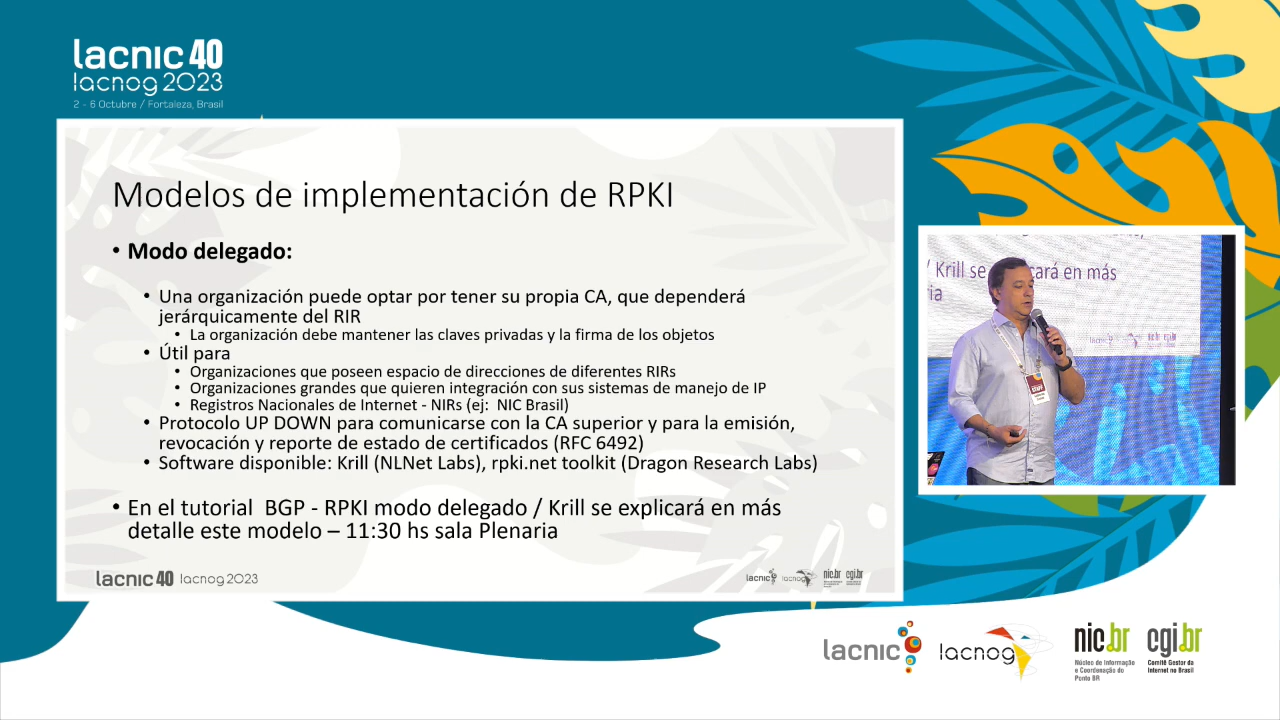 lacnic 40
lacnog 2023
2 - 6 Octubre / Fortaleza, Brasil
Modelos de implementación de RPKI
• Modo delegado:
• Una organización puede optar por tener su propia CA, que dependerá
jerárquicamente del RIR
• La organización debe mantener las claves privadas y la firma de los objetos
• Útil para
• Organizaciones que poseen espacio de direcciones de diferentes RIRs
• Organizaciones grandes que quieren integración con sus sistemas de manejo de IP
• Registros Nacionales de Internet - NIRs (ej: NIC Brasil)
• Protocolo UP DOWN para comunicarse con la CA superior y para la emisión,
revocación y reporte de estado de certificados (RFC 6492)
• Software disponible: Krill (NLNet Labs), rpki.net toolkit (Dragon Research Labs)
• En el tutorial BGP - RPKI modo delegado / Krill se explicará en más
detalle este modelo – 11:30 hs sala Plenaria
lacnic 40 lacnog 2023
lacnic lacnog nic.br cgi.br
/ Krill se cará en más
lacnic lacnog nic.br cgi.br
Núcleo de Informação
e Coordenação do
Ponto BR
Comitê Gestor da
Internet no Brasil